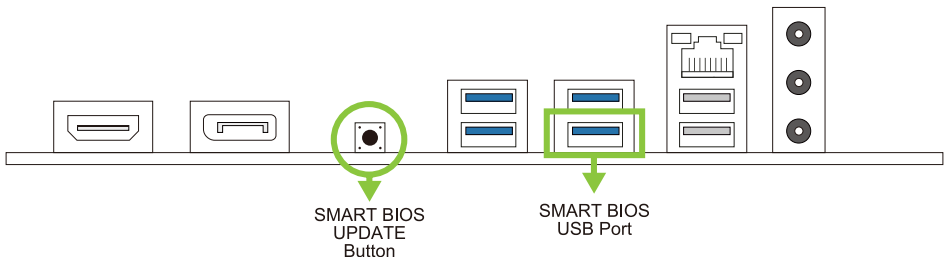 SMART BIOS
UPDATE
Button
SMART BIOS
USB Port